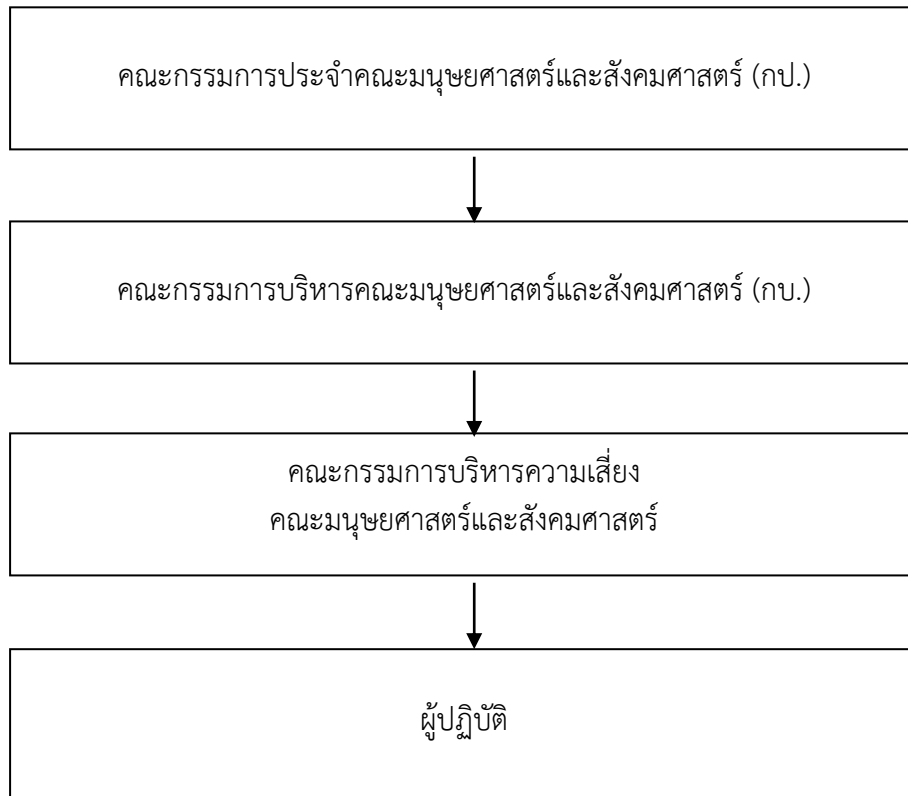 คณะกรรมการประจำคณะมนุษยศาสตร์และสังคมศาสตร์ (กป.)
คณะกรรมการบริหารคณะมนุษยศาสตร์และสังคมศาสตร์ (กบ.)
คณะกรรมการบริหารความเสี่ยง
คณะมนุษยศาสตร์และสังคมศาสตร์
ผู้ปฏิบัติ